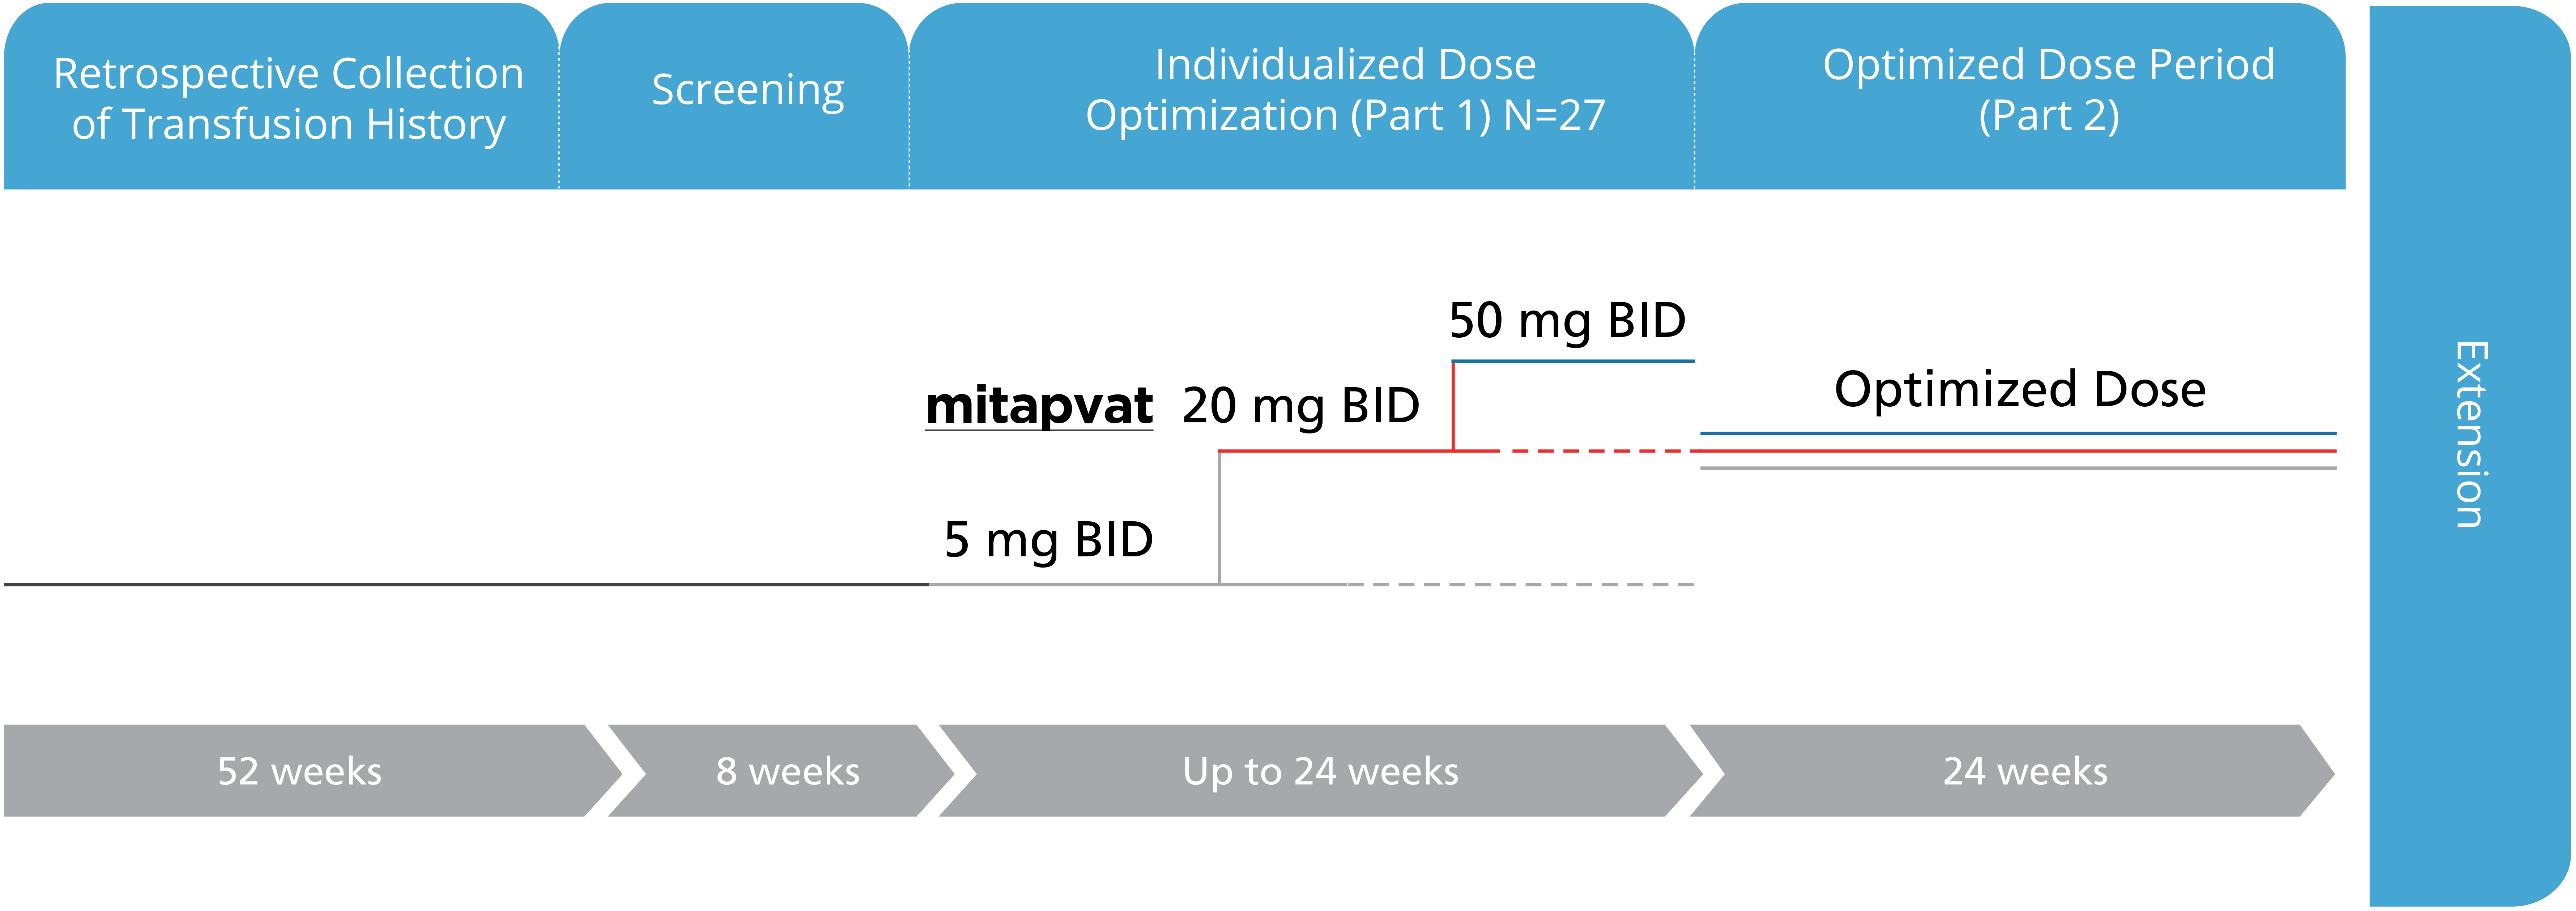 Retrospective Collection
of Transfusion History
Screening
Individualized Dose
Optimization (Part 1) N=27
Optimized Dose Period
(Part 2)
Extension
50 mg BID
mitapvat 20 mg BID
Optimized Dose
5 mg BID
52 weeks
8 weeks
Up to 24 weeks
24 weeks